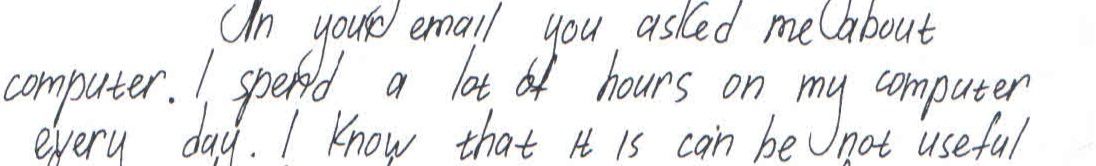 In your email you asked me about
computer. I spend a lot of hours on my computer
every day. I know that it is can be not useful